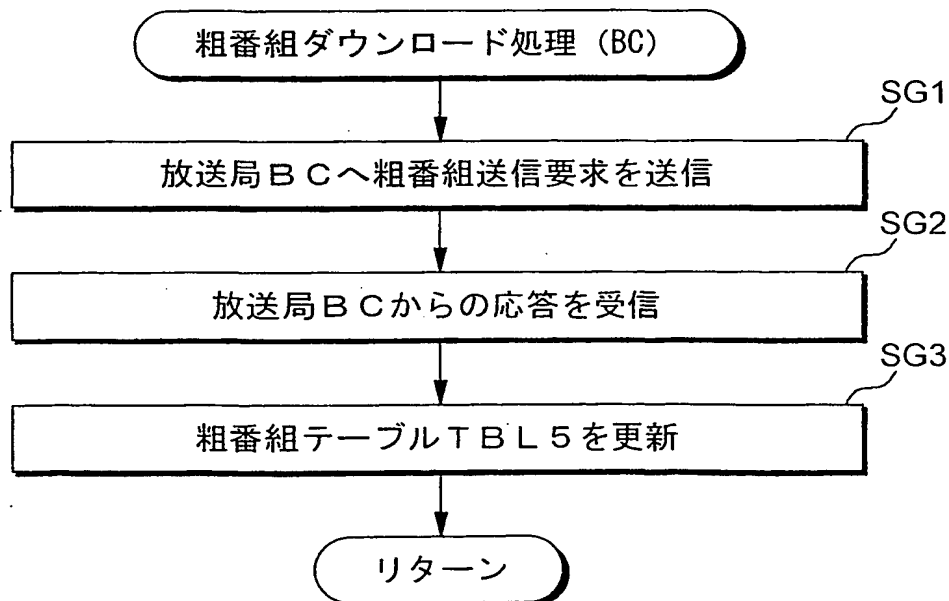 粗番組ダウンロード処理 (BC)
SG1
放送局BCへ粗番組送信要求を送信
SG2
放送局BCからの応答を受信
SG3
粗番組テーブルTBL5を更新
リターン